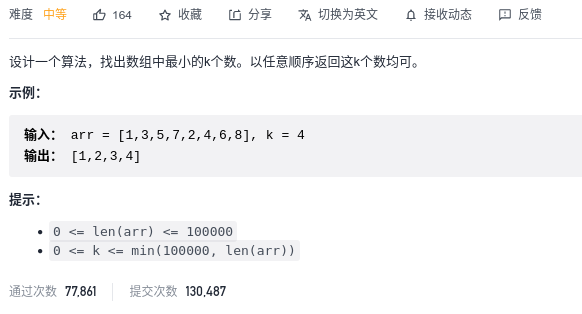 难度 中等 164 收藏 分享 切换为英文 接收动态 反馈
设计一个算法，找出数组中最小的k个数。以任意顺序返回这k个数均可。
示例：
输入： arr = [1,3,5,7,2,4,6,8], k = 4
输出： [1,2,3,4]
提示：
0 <= len(arr) <= 100000
0 <= k <= min(100000, len(arr))
通过次数 77,861 提交次数 130,487